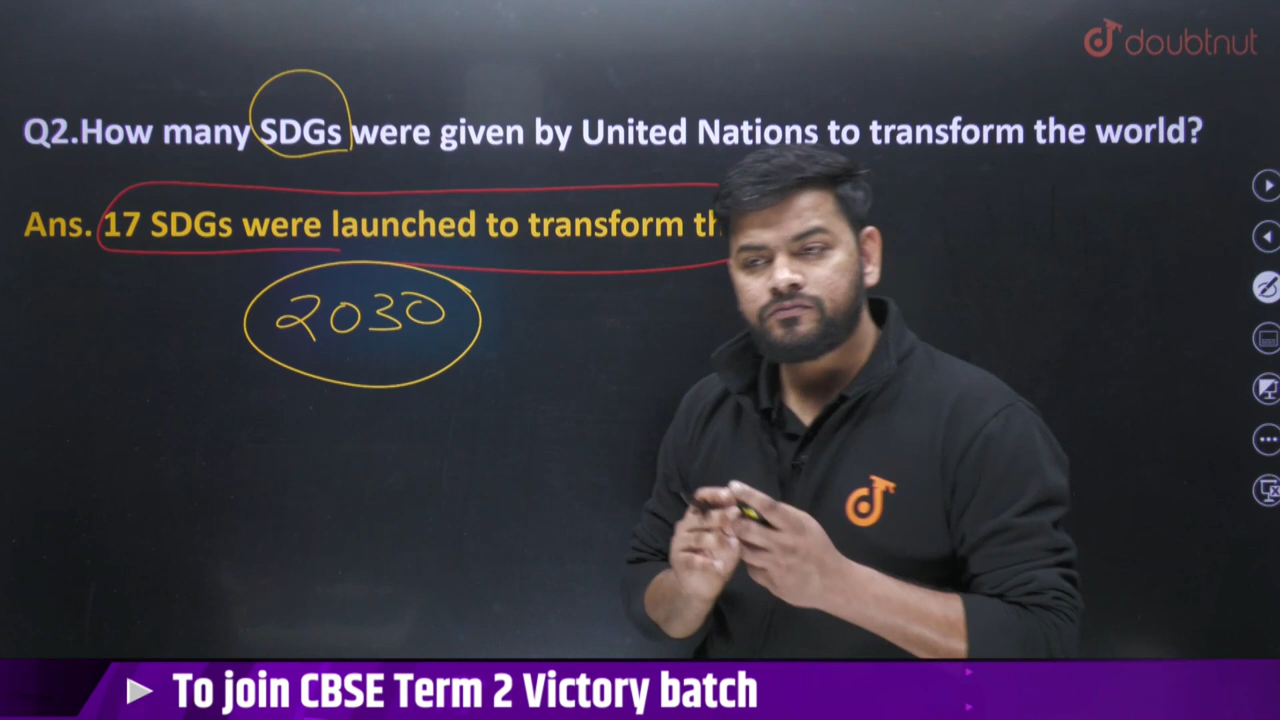 doubtnut
Q2.How many SDGs were given by United Nations to transform the world?
Ans. 17 SDGs were launched to transform
2030
To join CBSE Term 2 Victory batch